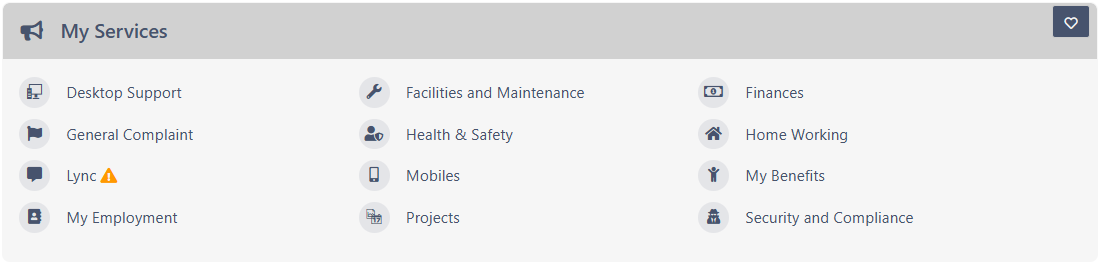 My Services
Desktop Support
Facilities and Maintenance
Finances
General Complaint
Health & Safety
Home Working
Lync
Mobiles
My Benefits
My Employment
Projects
Security and Compliance